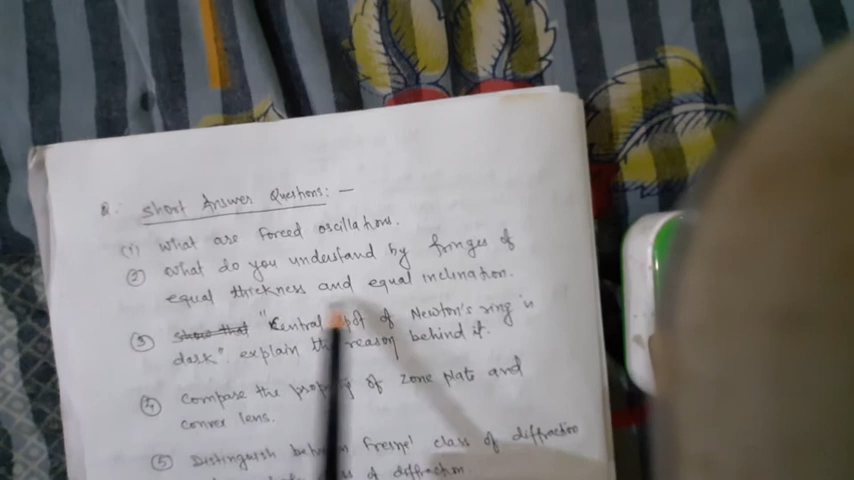 Q. Short Answer Questions: —
(1) What are forced oscillations.
(2) What do you understand by fringes of
equal thickness and equal inclination.
(3) "Central spot of Newton's ring is
dark". explain the reason behind it.
(4) Compare the property of zone plate and
convex lens.
(5) Distinguish between Fresnel class of diffraction
of diffraction